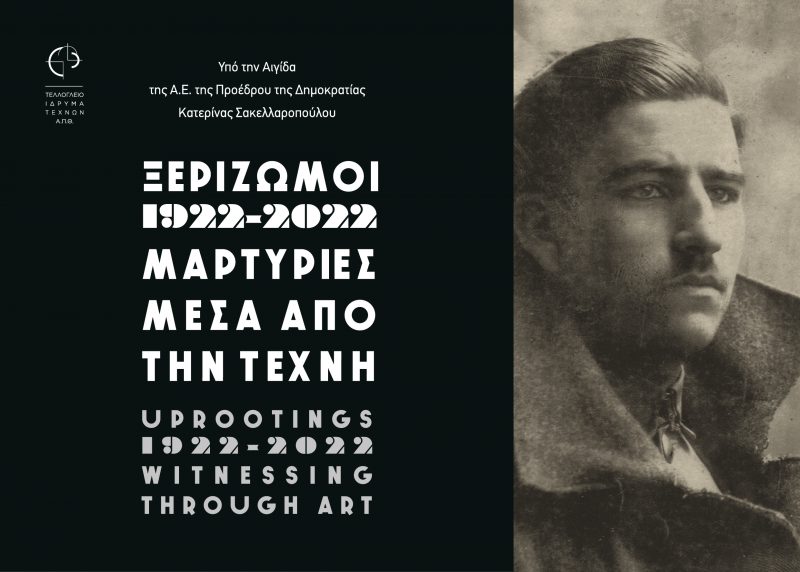 ΤΕΛΛΟΓΛΕΙΟ
ΙΔΡΥΜΑ
ΤΕΧΝΩΝ
Α.Π.Θ.
Υπό την Αιγίδα
της Α.Ε. της Προέδρου της Δημοκρατίας
Κατερίνας Σακελλαροπούλου
ΞΕΡΙΖΩΜΟΙ
1922-2022
ΜΑΡΤΥΡΙΕΣ
ΜΕΣΑ ΑΠΟ
ΤΗΝ ΤΕΧΝΗ
UPROOTINGS
1922-2022
WITNESSING
THROUGH ART